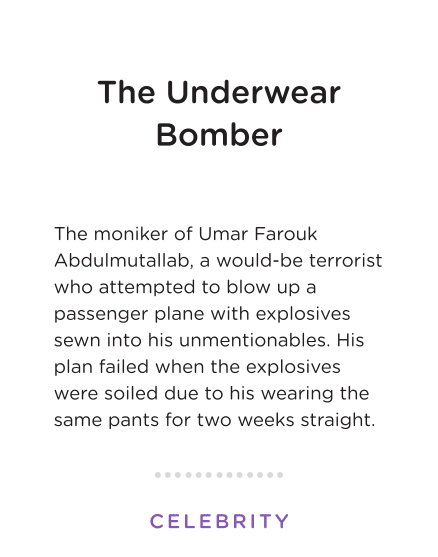 The Underwear
Bomber
The moniker of Umar Farouk
Abdulmutallab, a would-be terrorist
who attempted to blow up a
passenger plane with explosives
sewn into his unmentionables. His
plan failed when the explosives
were soiled due to his wearing the
same pants for two weeks straight.
CELEBRITY